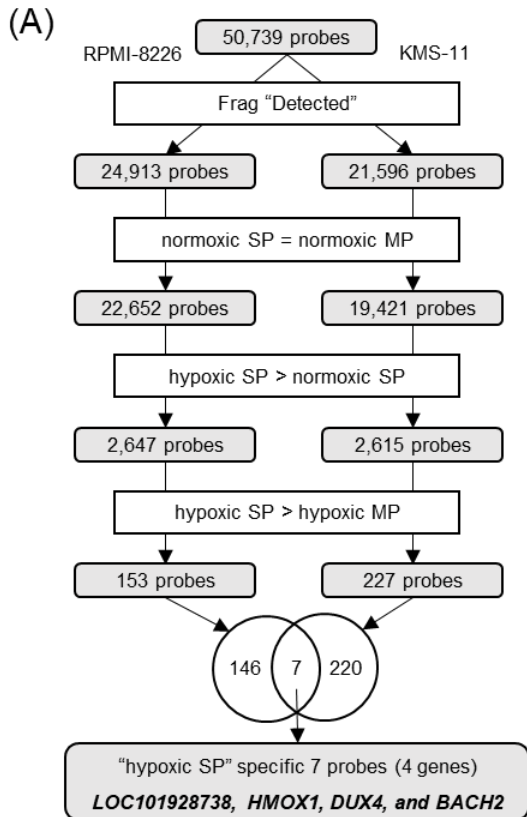 (A)
50,739 probes
RPMI-8226
KMS-11
Frag “Detected”
24,913 probes
21,596 probes
normoxic SP = normoxic MP
22,652 probes
19,421 probes
hypoxic SP > normoxic SP
2,647 probes
2,615 probes
hypoxic SP > hypoxic MP
153 probes
227 probes
146
7
220
“hypoxic SP” specific 7 probes (4 genes)
LOC101928738, HMOX1, DUX4, and BACH2